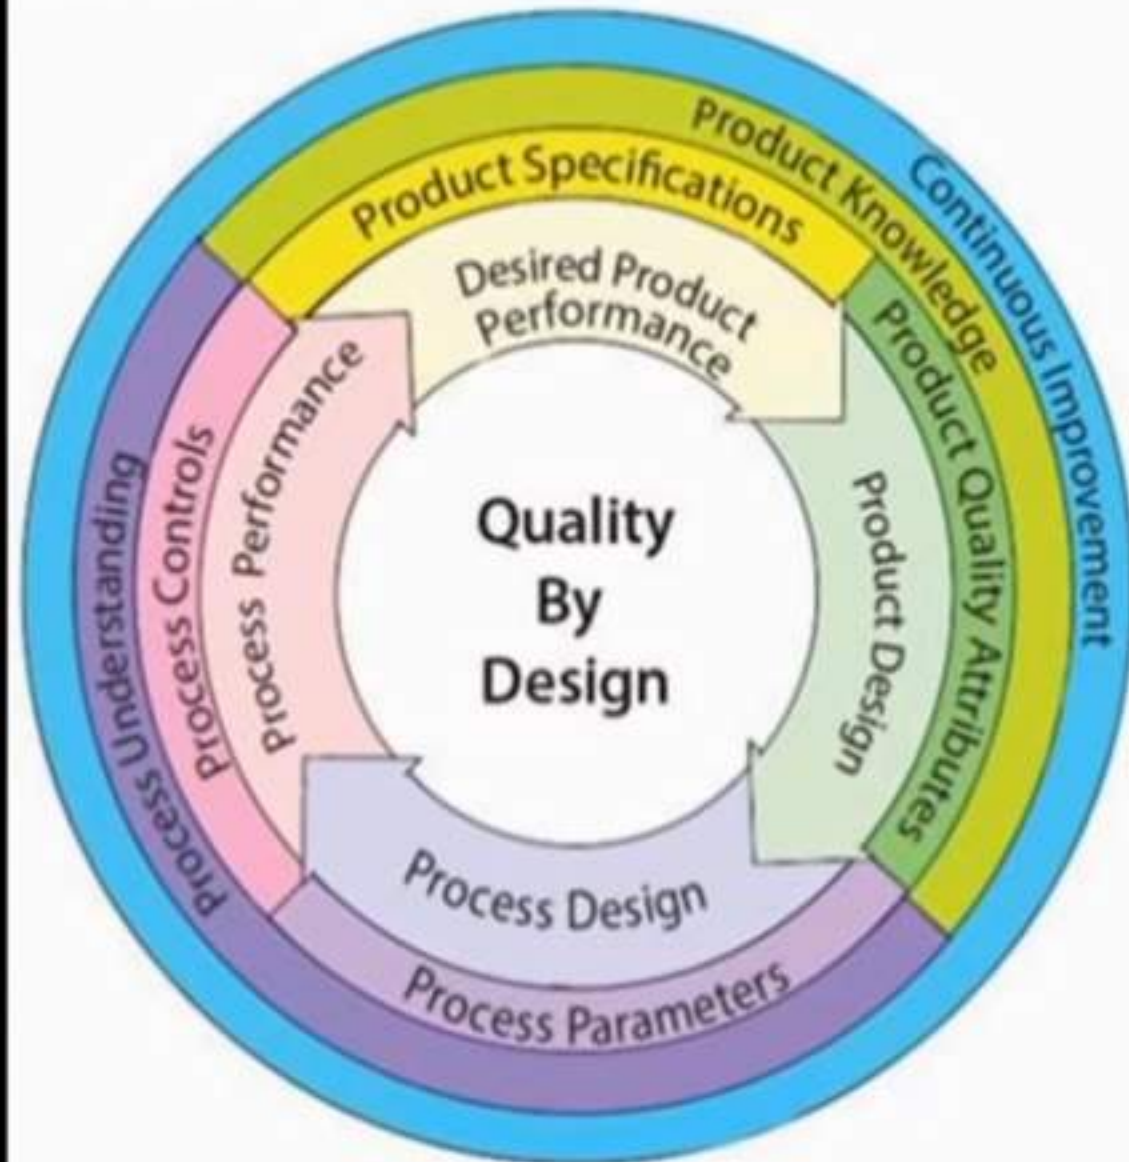 Continuous Improvement
Product Knowledge
Product Specifications
Desired Product
Performance
Product Quality Attributes
Product Design
Process Design
Process Parameters
Process Performance
Process Controls
Process Understanding
Quality
By
Design